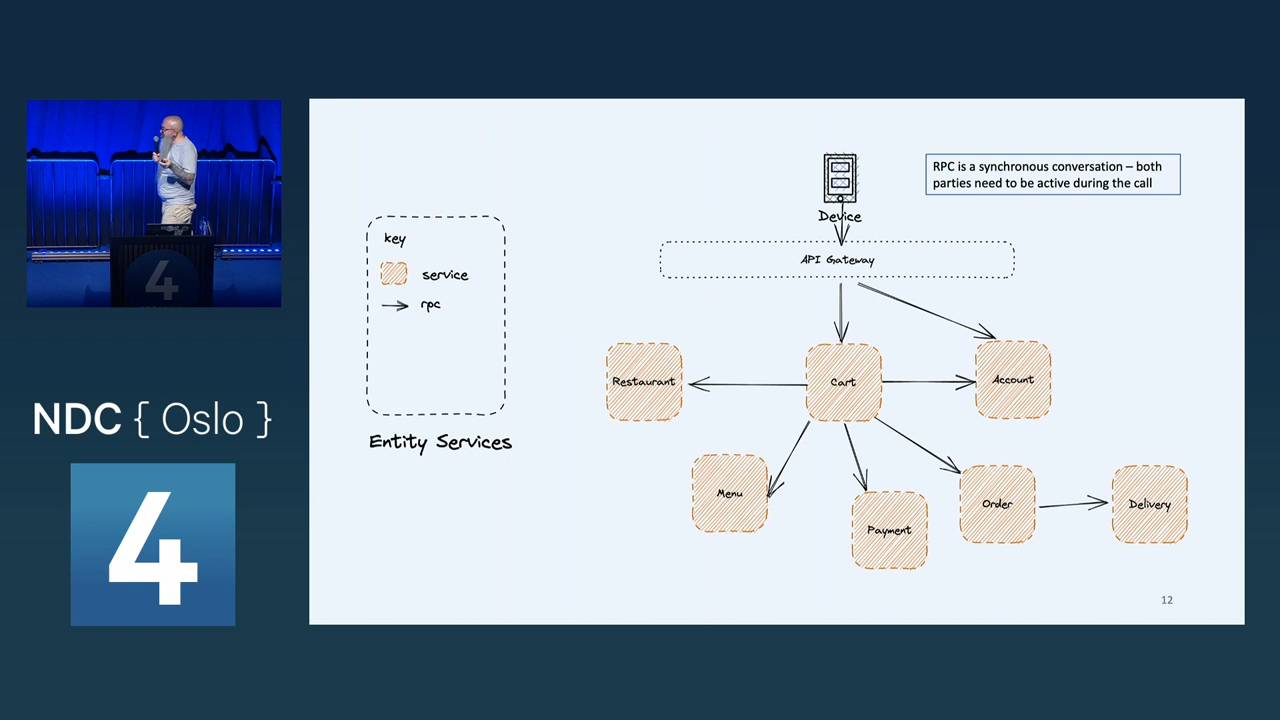 4
NDC { Oslo }
4
RPC is a synchronous conversation – both
parties need to be active during the call
Device
API Gateway
key
service
rpc
Entity Services
Restaurant
Cart
Account
Menu
Payment
Order
Delivery
12